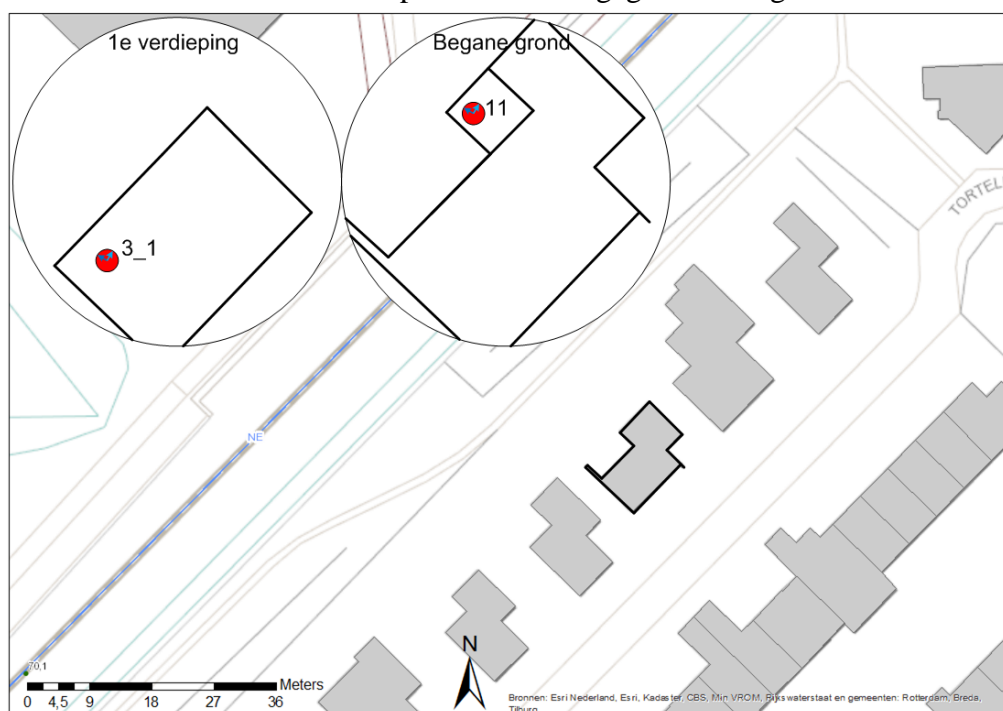 1e verdieping
Begane grond
11
3_1
TORTEL
NE
70,1
N
Meters
0 4,5 9 18 27 36
Bronnen: Esri Nederland, Esri, Kadaster, CBS, Min VROM, Rijkswaterstaat en gemeenten: Rotterdam, Breda,
Tilburg